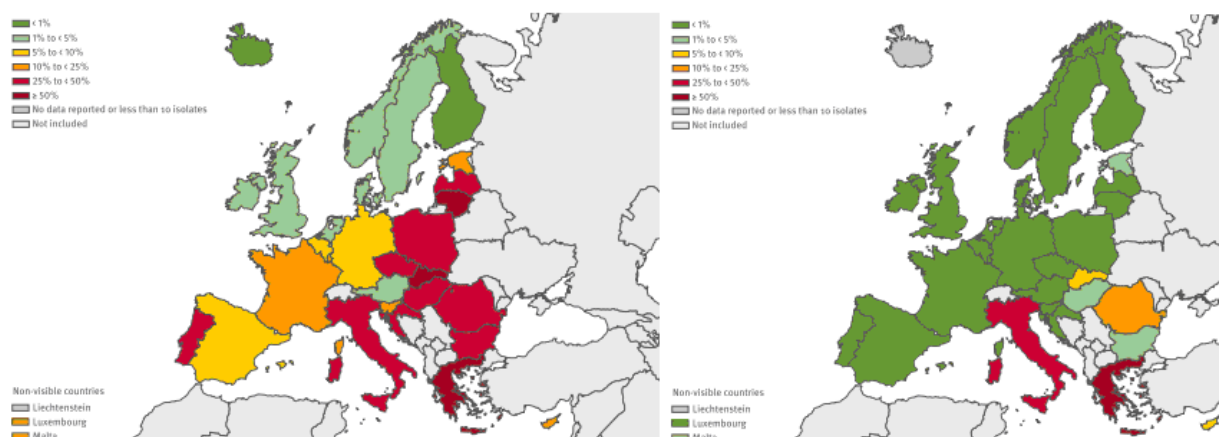 < 1%
1% to < 5%
5% to < 10%
10% to < 25%
25% to < 50%
≥ 50%
No data reported or less than 10 isolates
Not included
Non-visible countries
Liechtenstein
Luxembourg
Malta
< 1%
1% to < 5%
5% to < 10%
10% to < 25%
25% to < 50%
≥ 50%
No data reported or less than 10 isolates
Not included
Non-visible countries
Liechtenstein
Luxembourg
Malta